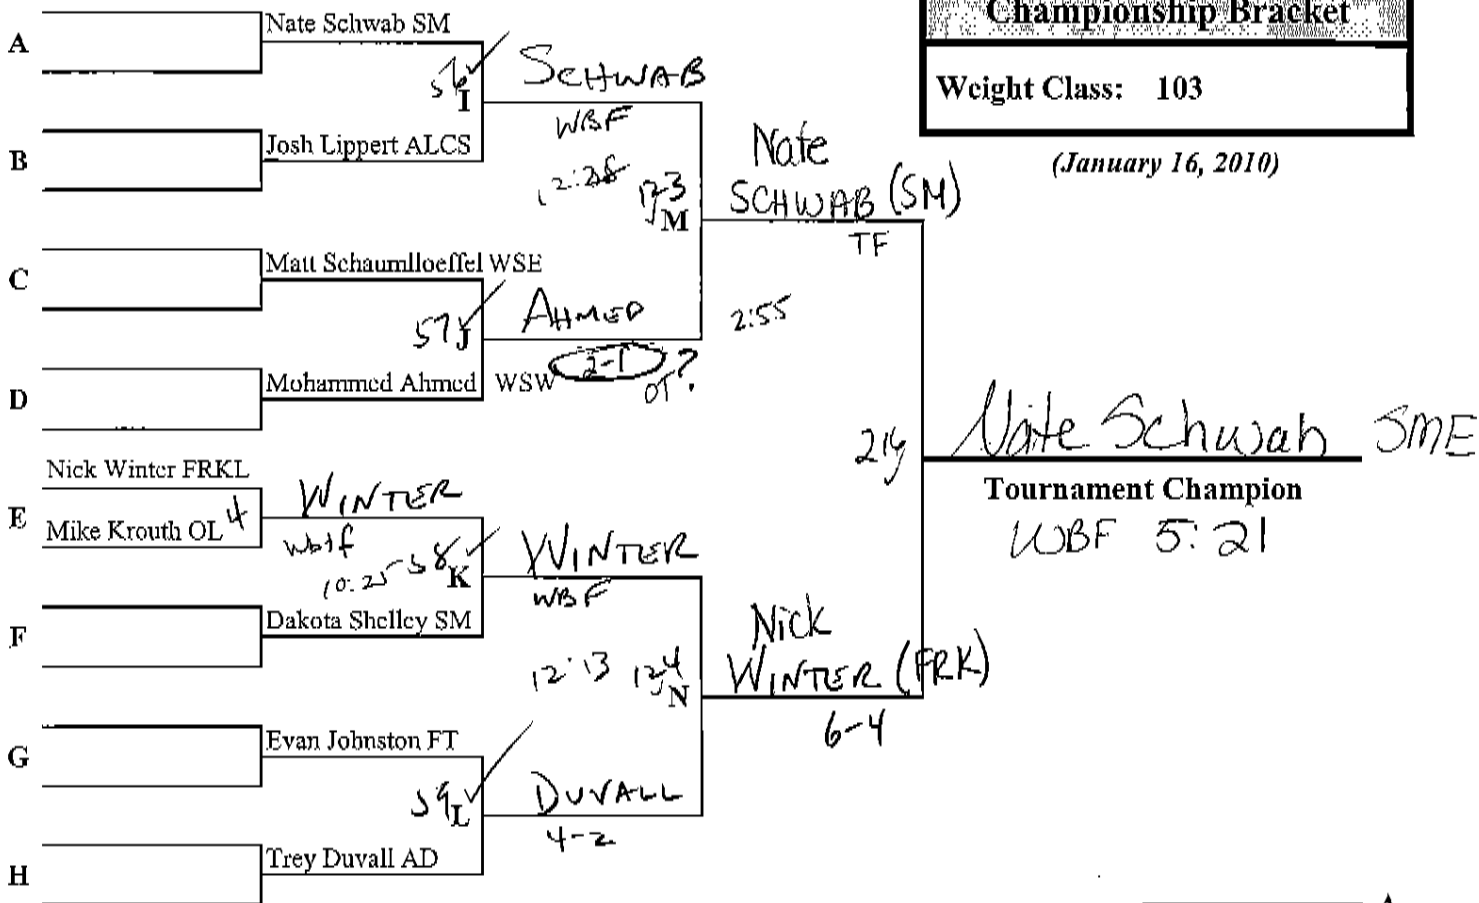 Championship Bracket
Weight Class: 103
(January 16, 2010)
A
Nate Schwab SM
56
I
SCHWAB
WBF
B
Josh Lippert ALCS
123
M
Nate
SCHWAB (SM)
TF
C
Matt Schaumlloeffel WSE
57
J
AHMED
2-1
OT?
2:55
D
Mohammed Ahmed WSW
214
Nate Schwab SME
Tournament Champion
WBF 5:21
Nick Winter FRKL
E
Mike Krouth OL
4
WINTER
10:25
58
K
WINTER
WBF
F
Dakota Shelley SM
12:13
124
N
Nick
WINTER (FRK)
6-4
G
Evan Johnston FT
59
L
DUVALL
4-2
H
Trey Duvall AD